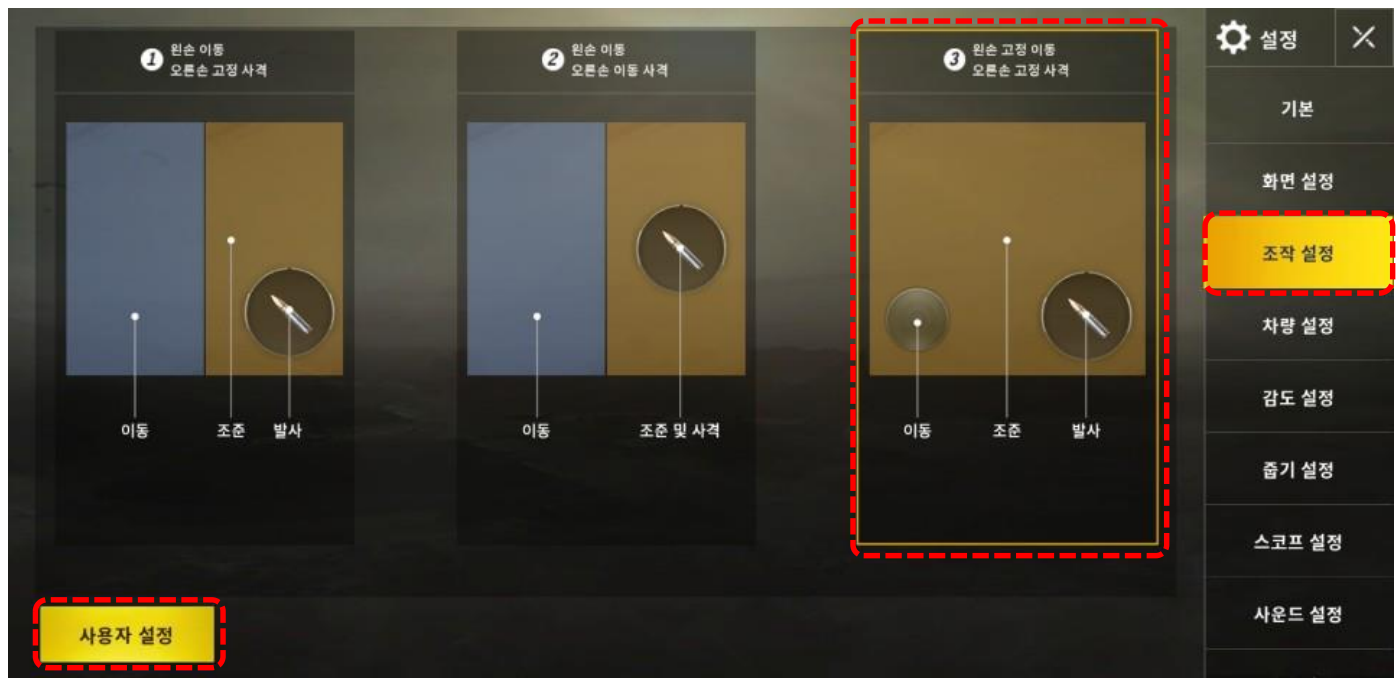 1 왼손 이동
오른손 고정 사격
이동
조준
발사
2 왼손 이동
오른손 이동 사격
이동
조준 및 사격
3 왼손 고정 이동
오른손 고정 사격
이동
조준
발사
사용자 설정
설정
기본
화면 설정
조작 설정
차량 설정
감도 설정
줍기 설정
스코프 설정
사운드 설정